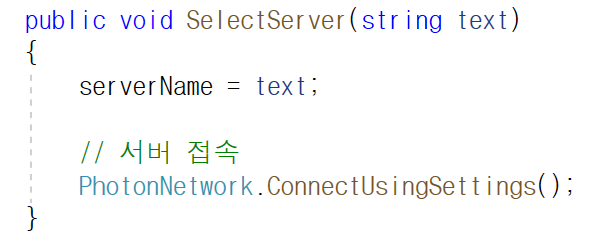 public void SelectServer(string text)
{
    serverName = text;

    // 서버 접속
    PhotonNetwork.ConnectUsingSettings();
}